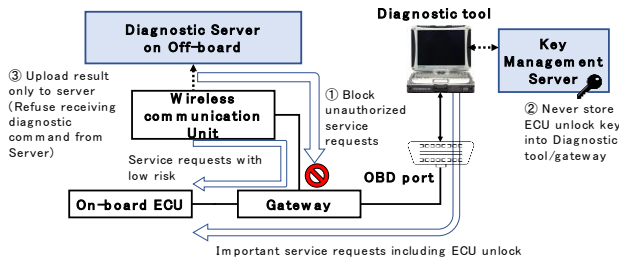 Diagnostic tool
Diagnostic Server
on Off-board
Key
Management
Server
③ Upload result
only to server
(Refuse receiving
diagnostic
command from
Server)
Wireless
communication
Unit
① Block
unauthorized
service
requests
② Never store
ECU unlock key
into Diagnostic
tool/gateway
Service requests with
low risk
OBD port
On-board ECU
Gateway
Important service requests including ECU unlock